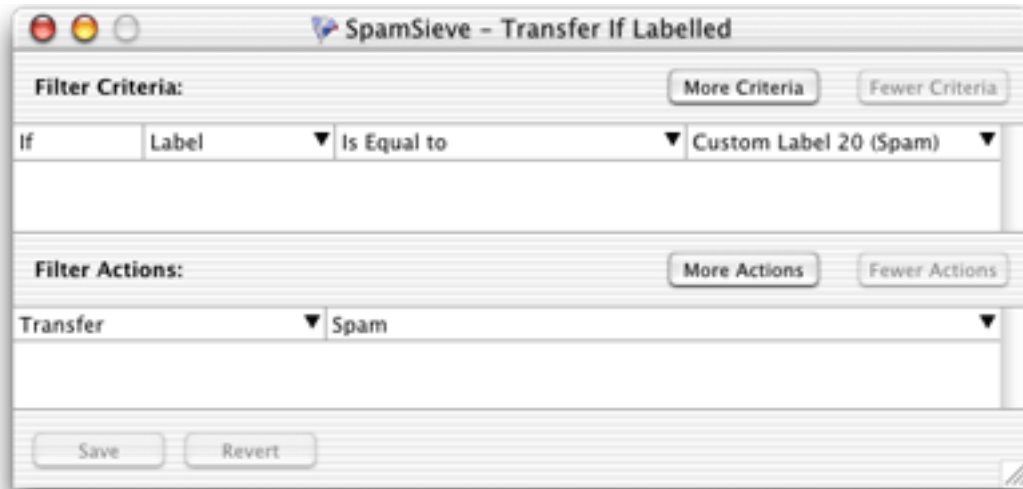 SpamSieve – Transfer If Labelled
Filter Criteria: More Criteria Fewer Criteria
If Label Is Equal to Custom Label 20 (Spam)
Filter Actions: More Actions Fewer Actions
Transfer Spam
Save Revert